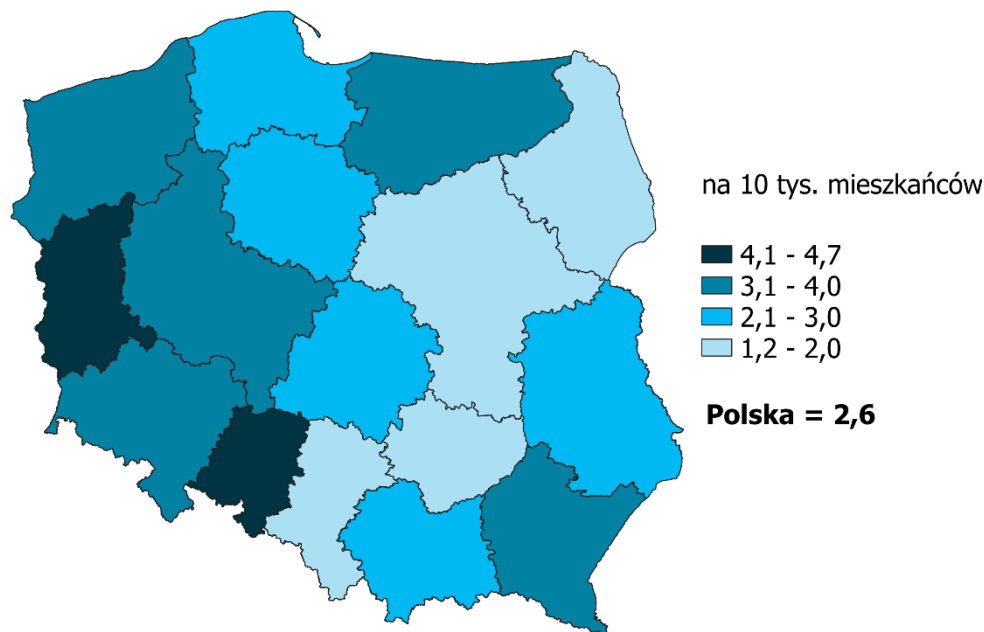 na 10 tys. mieszkańców
4,1 - 4,7
3,1 - 4,0
2,1 - 3,0
1,2 - 2,0
Polska = 2,6